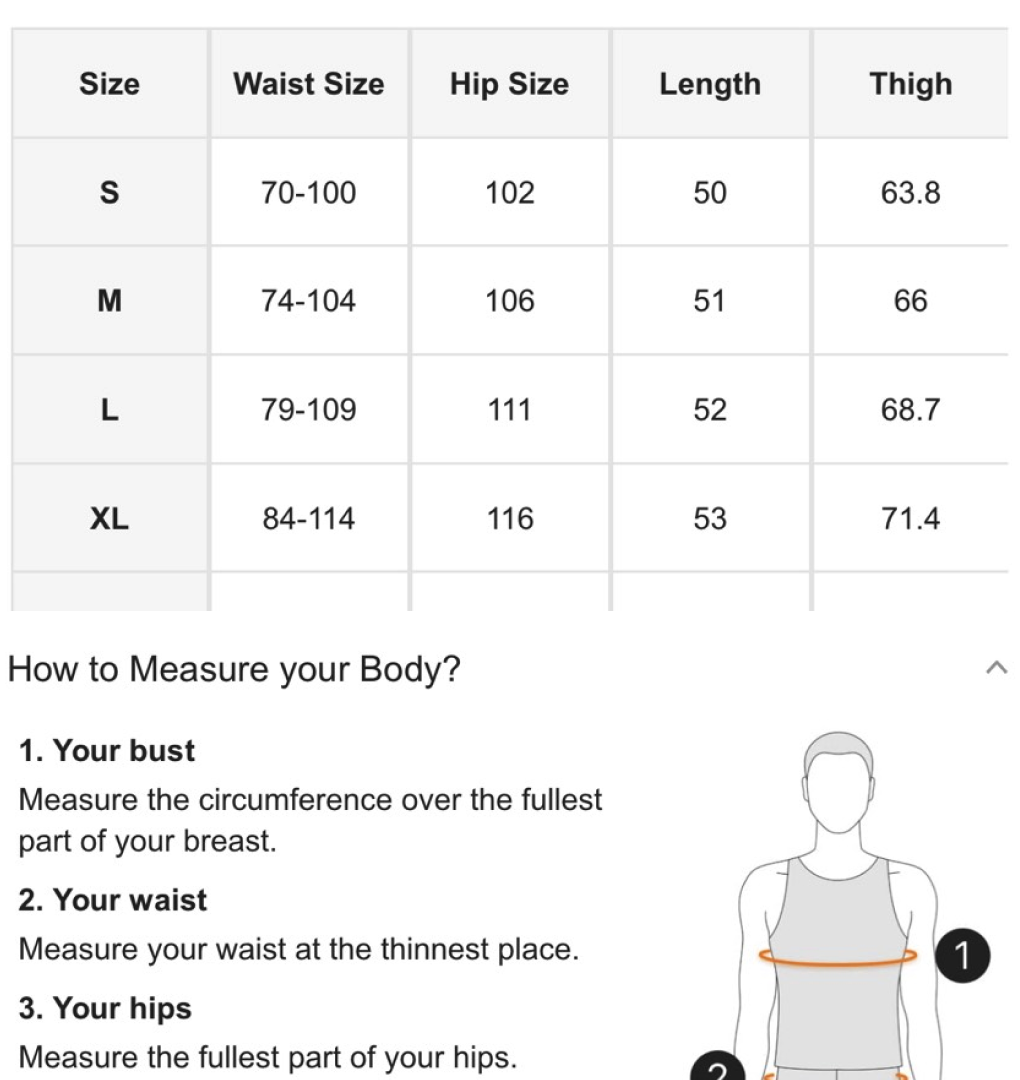 Size Waist Size Hip Size Length Thigh
S 70-100 102 50 63.8
M 74-104 106 51 66
L 79-109 111 52 68.7
XL 84-114 116 53 71.4
How to Measure your Body?
1. Your bust
Measure the circumference over the fullest
part of your breast.
2. Your waist
Measure your waist at the thinnest place.
3. Your hips
Measure the fullest part of your hips.
1
2